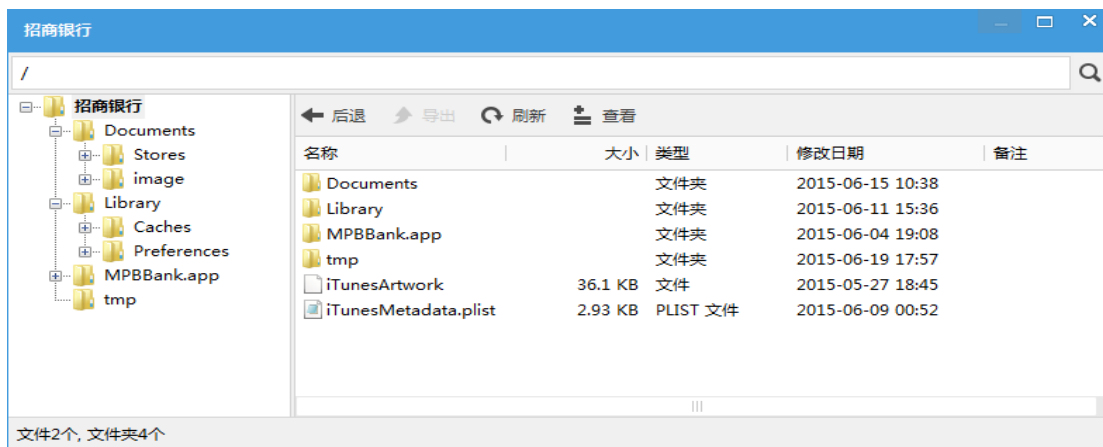 招商银行
/
招商银行
Documents
Stores
image
Library
Caches
Preferences
MPBBank.app
tmp
后退 导出 刷新 查看
名称 大小 类型 修改日期 备注
Documents 文件夹 2015-06-15 10:38
Library 文件夹 2015-06-11 15:36
MPBBank.app 文件夹 2015-06-04 19:08
tmp 文件夹 2015-06-19 17:57
iTunesArtwork 36.1 KB 文件 2015-05-27 18:45
iTunesMetadata.plist 2.93 KB PLIST 文件 2015-06-09 00:52
文件2个, 文件夹4个